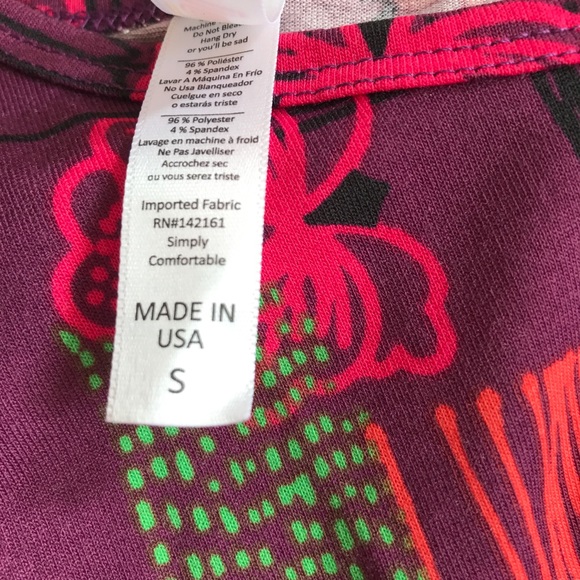 Machine
Do Not Bleach
Hang Dry
or you'll be sad
96 % Poliéster
4 % Spandex
Lavar A Máquina En Frío
No Usa Blanqueador
Cuelgue en seco
o estarás triste
96 % Polyester
4 % Spandex
Lavage en machine à froid
Ne Pas Javelliser
Accrochez sec
ou vous serez triste
Imported Fabric
RN#142161
Simply
Comfortable
MADE IN
USA
S